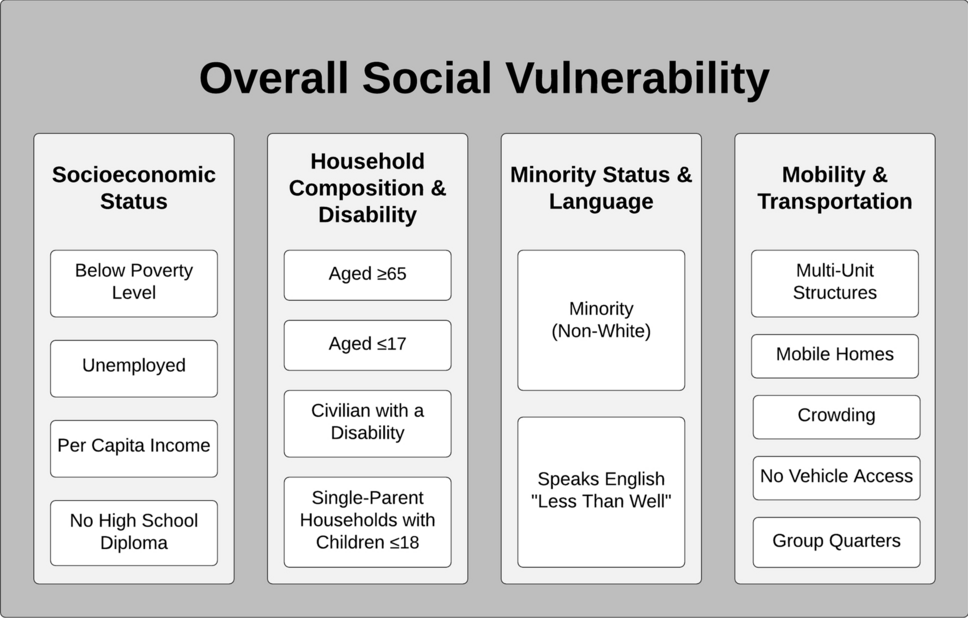 Overall Social Vulnerability
Socioeconomic
Status
Below Poverty
Level
Unemployed
Per Capita Income
No High School
Diploma
Household
Composition &
Disability
Aged ≥65
Aged ≤17
Civilian with a
Disability
Single-Parent
Households with
Children ≤18
Minority Status &
Language
Minority
(Non-White)
Speaks English
"Less Than Well"
Mobility &
Transportation
Multi-Unit
Structures
Mobile Homes
Crowding
No Vehicle Access
Group Quarters